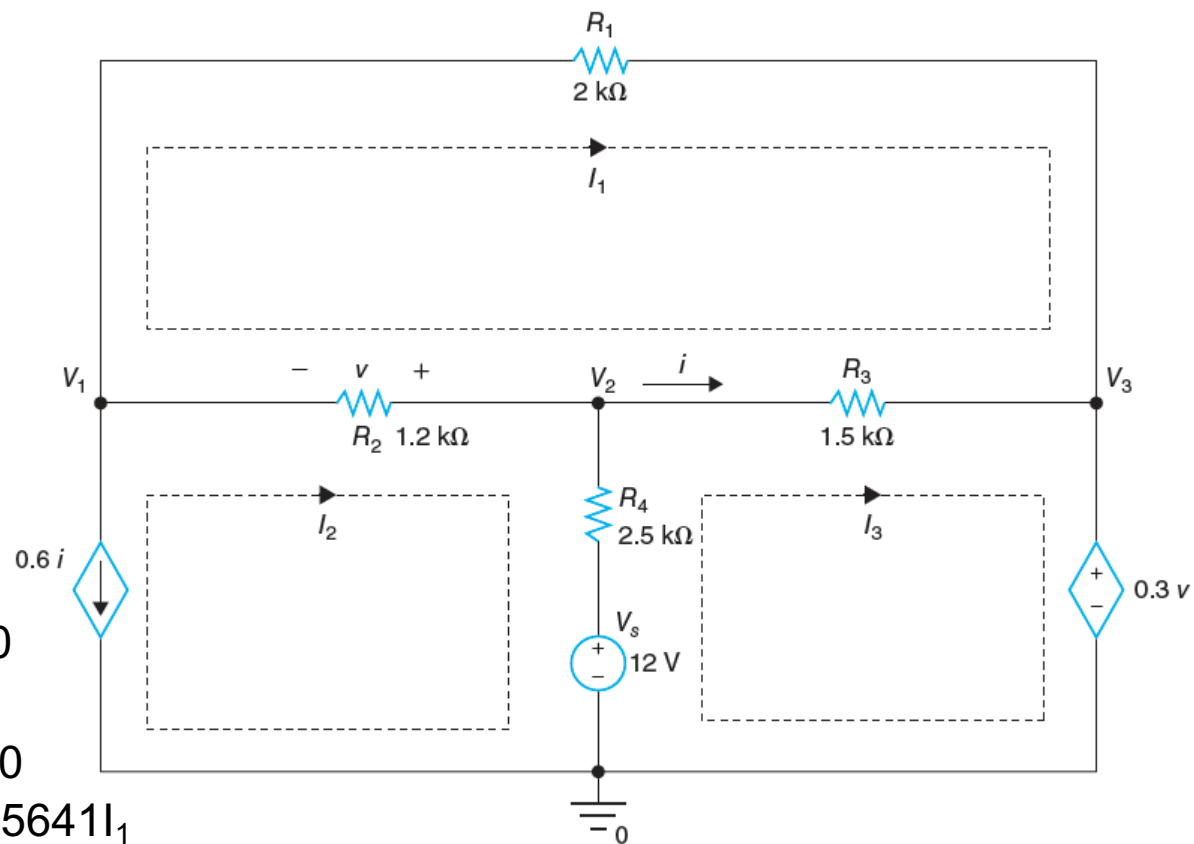 R₁
2 kΩ
I₁
V₁
− v +
V₂
i
R₃
V₃
R₂ 1.2 kΩ
1.5 kΩ
I₂
R₄
2.5 kΩ
I₃
0.6 i
+
−
0.3 v
Vₛ
+
−
12 V
0
0
5641I₁
0